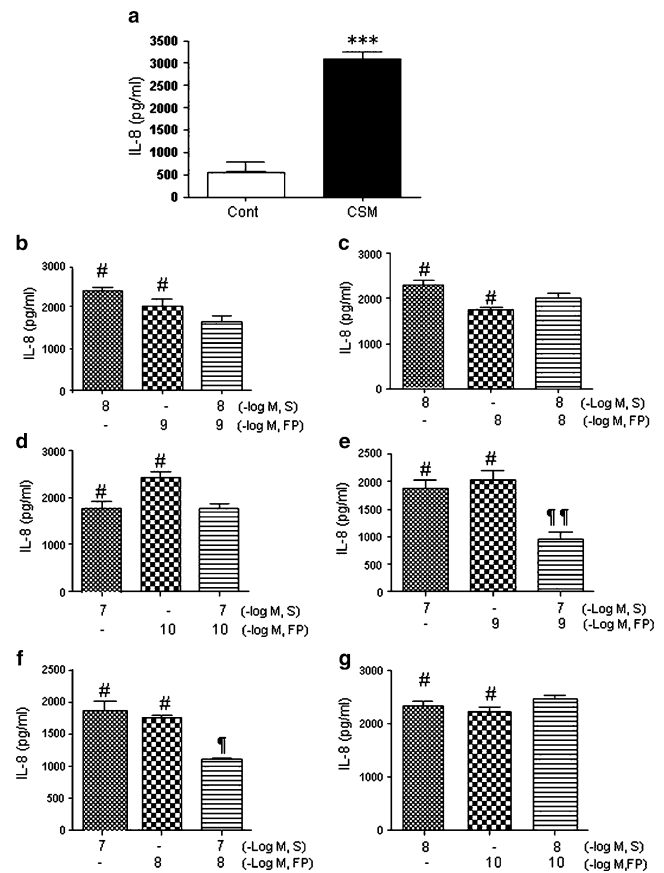 a
IL-8 (pg/ml)
3500
3000
2500
2000
1500
1000
500
0
***
Cont CSM
b
IL-8 (pg/ml)
3000
2000
1000
0
# #
8 - 8 (-log M, S)
- 9 9 (-log M, FP)
c
IL-8 (pg/ml)
3000
2000
1000
0
# #
8 - 8 (-Log M, S)
- 8 8 (-log M, FP)
d
IL-8 (pg/ml)
3000
2000
1000
0
# #
7 - 7 (-log M, S)
- 10 10 (-log M, FP)
e
IL-8 (pg/ml)
2500
2000
1500
1000
500
0
# # ¶¶
7 - 7 (-Log M, S)
- 9 9 (-Log M, FP)
f
IL-8 (pg/ml)
2500
2000
1500
1000
500
0
# # ¶
7 - 7 (-Log M, S)
- 8 8 (-Log M, FP)
g
IL-8 (pg/ml)
3000
2000
1000
0
# #
8 - 8 (-log M, S)
- 10 10 (-log M,FP)